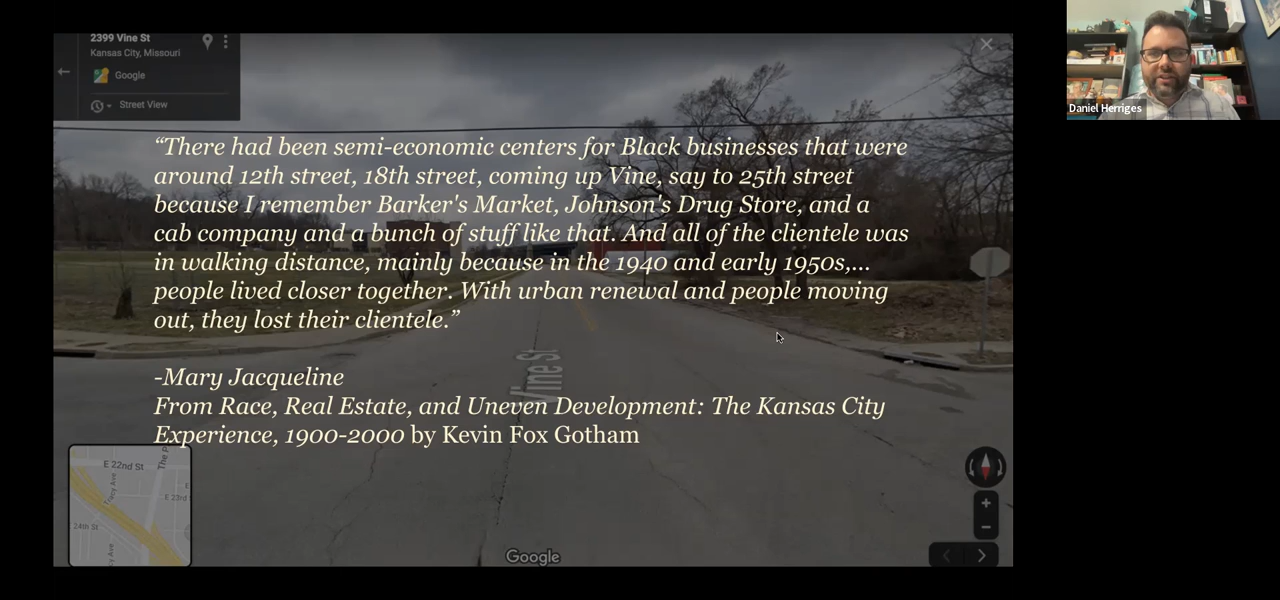 2399 Vine St
Kansas City, Missouri
Google
Street View
Daniel Herriges
“There had been semi-economic centers for Black businesses that were
around 12th street, 18th street, coming up Vine, say to 25th street
because I remember Barker's Market, Johnson's Drug Store, and a
cab company and a bunch of stuff like that. And all of the clientele was
in walking distance, mainly because in the 1940 and early 1950s,...
people lived closer together. With urban renewal and people moving
out, they lost their clientele.”
-Mary Jacqueline
From Race, Real Estate, and Uneven Development: The Kansas City
Experience, 1900-2000 by Kevin Fox Gotham
Vine St
E 22nd St
The P
Tracy Ave
E 23rd
24th St
Google